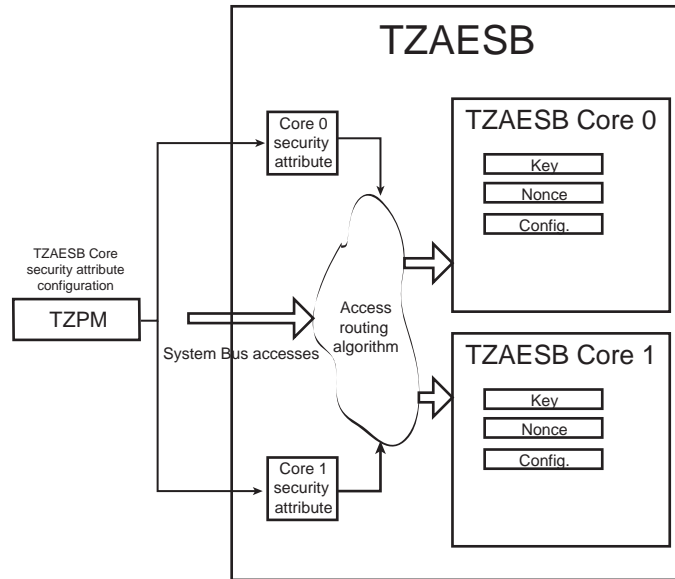 TZAESB
Core 0
security
attribute
TZAESB Core 0
Key
Nonce
Config.
TZAESB Core
security attribute
configuration
TZPM
System Bus accesses
Access
routing
algorithm
TZAESB Core 1
Key
Nonce
Config.
Core 1
security
attribute